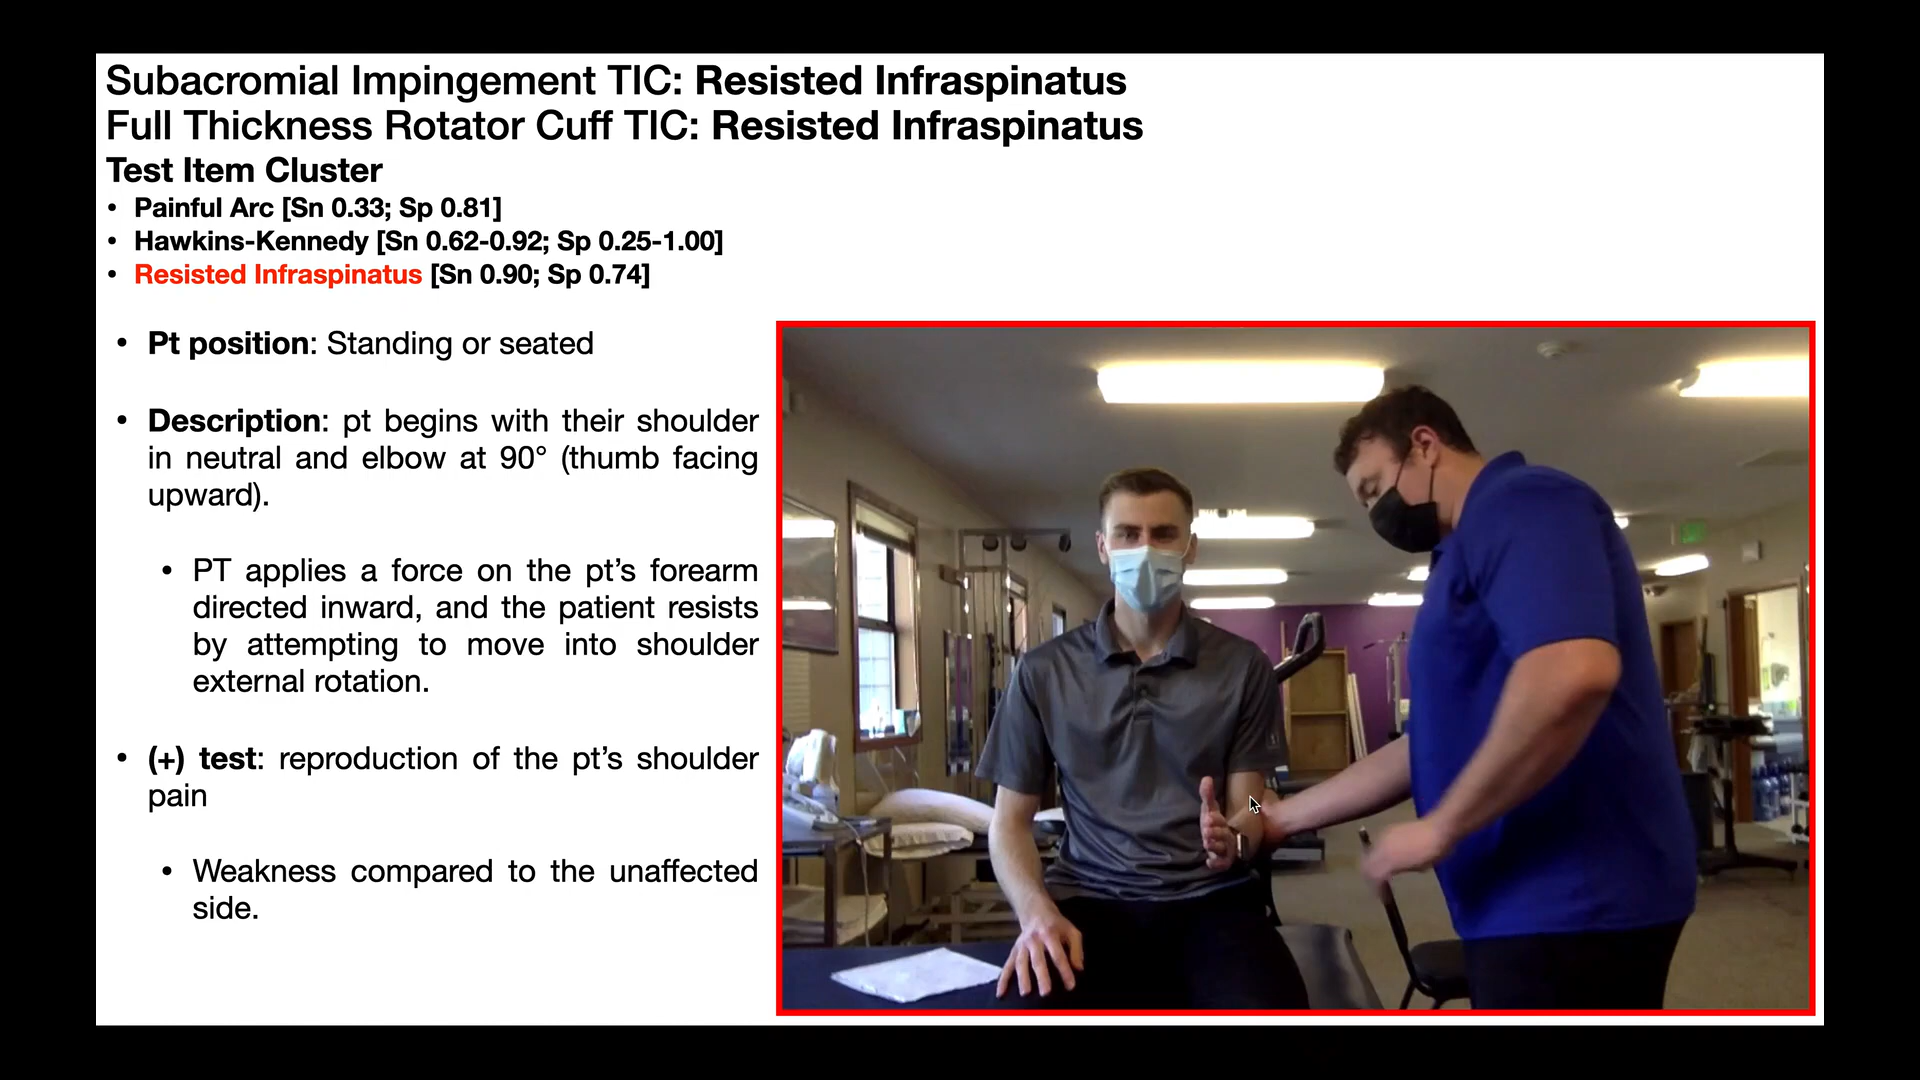 Subacromial Impingement TIC: Resisted Infraspinatus
Full Thickness Rotator Cuff TIC: Resisted Infraspinatus
Test Item Cluster
• Painful Arc [Sn 0.33; Sp 0.81]
• Hawkins-Kennedy [Sn 0.62-0.92; Sp 0.25-1.00]
• Resisted Infraspinatus [Sn 0.90; Sp 0.74]
• Pt position: Standing or seated
• Description: pt begins with their shoulder
in neutral and elbow at 90° (thumb facing
upward).
• PT applies a force on the pt’s forearm
directed inward, and the patient resists
by attempting to move into shoulder
external rotation.
• (+) test: reproduction of the pt’s shoulder
pain
• Weakness compared to the unaffected
side.